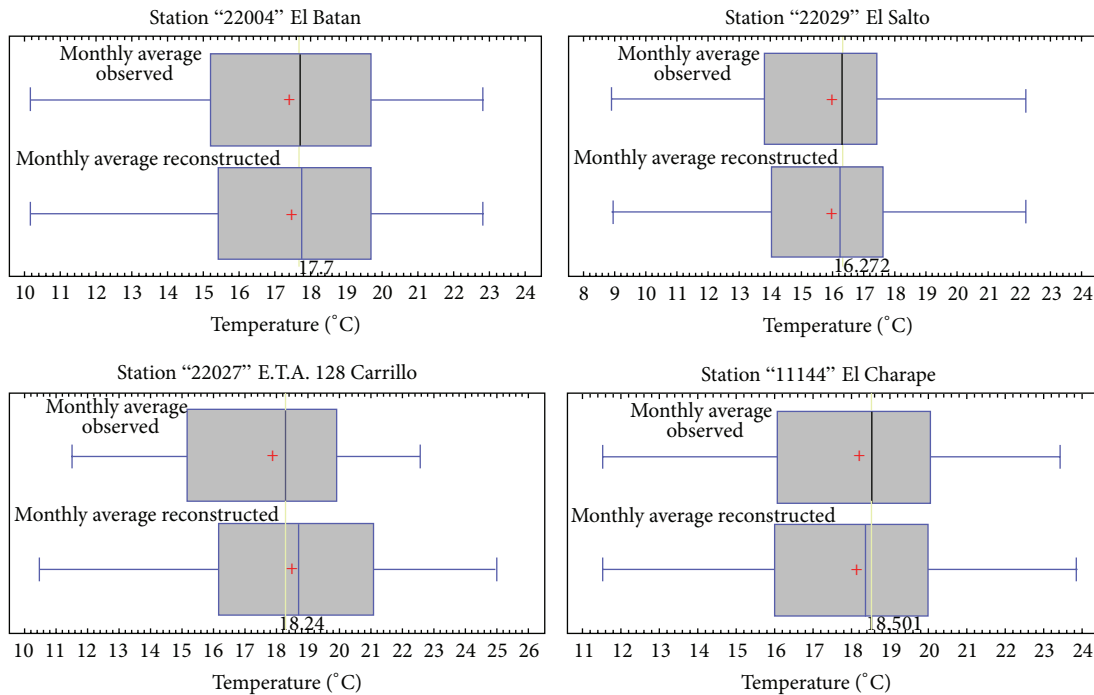 Station “22004” El Batan
Monthly average
observed
Monthly average reconstructed
17.7
10 11 12 13 14 15 16 17 18 19 20 21 22 23 24
Temperature (°C)
Station “22029” El Salto
Monthly average
observed
Monthly average reconstructed
16.272
8 9 10 11 12 13 14 15 16 17 18 19 20 21 22 23 24
Temperature (°C)
Station “22027” E.T.A. 128 Carrillo
Monthly average
observed
Monthly average reconstructed
18.24
10 11 12 13 14 15 16 17 18 19 20 21 22 23 24 25 26
Temperature (°C)
Station “11144” El Charape
Monthly average
observed
Monthly average reconstructed
18.501
11 12 13 14 15 16 17 18 19 20 21 22 23 24
Temperature (°C)